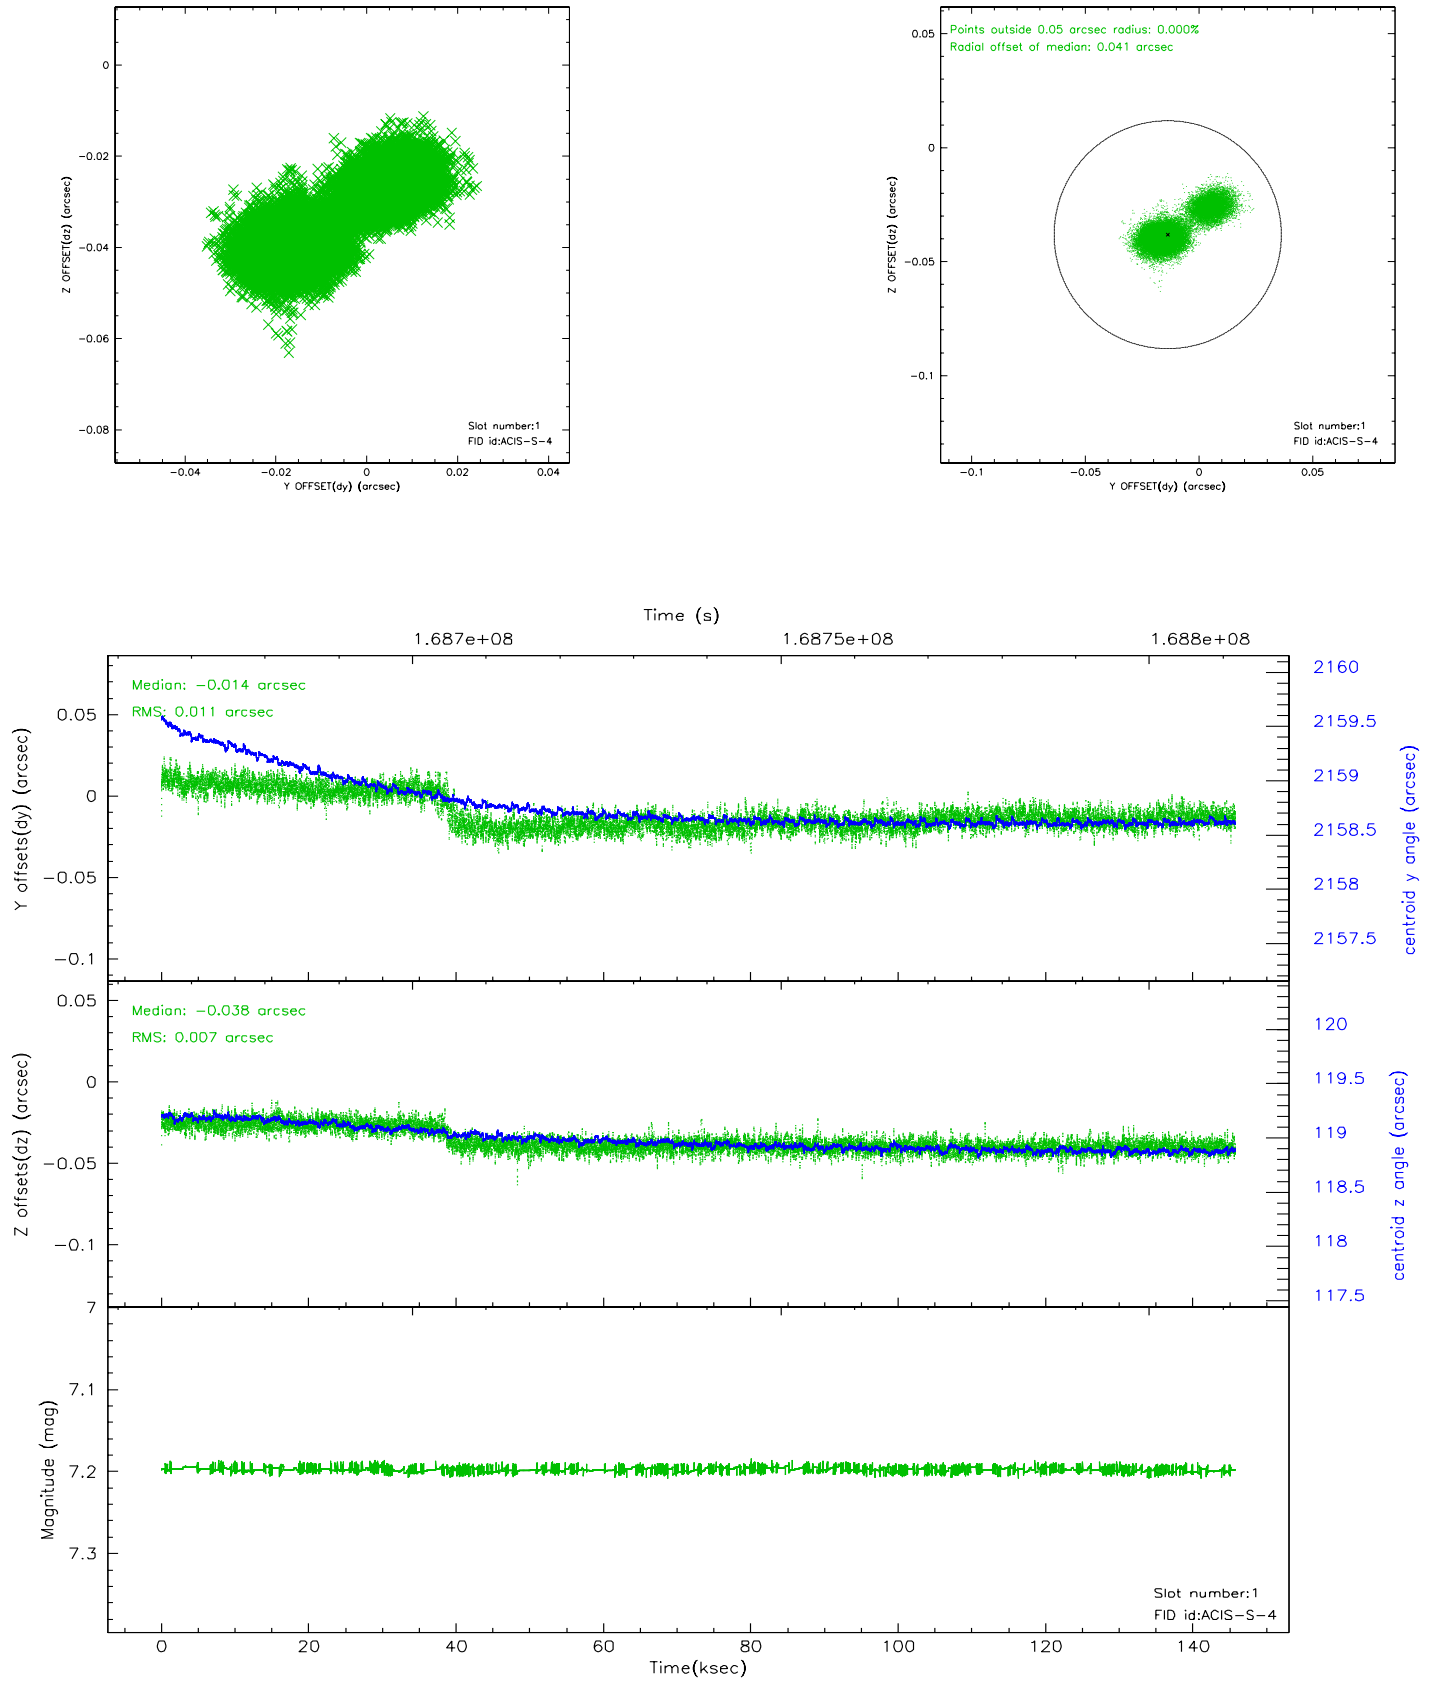 0
−0.02
−0.04
−0.06
−0.08
Z OFFSET(dz) (arcsec)
Slot number:1
FID id:ACIS−S−4
−0.04 −0.02 0 0.02 0.04
Y OFFSET(dy) (arcsec)
Points outside 0.05 arcsec radius: 0.000%
Radial offset of median: 0.041 arcsec
0.05
0
−0.05
−0.1
Z OFFSET(dz) (arcsec)
Slot number:1
FID id:ACIS−S−4
−0.1 −0.05 0 0.05
Y OFFSET(dy) (arcsec)
Time (s)
1.687e+08 1.6875e+08 1.688e+08
Median: −0.014 arcsec
RMS: 0.011 arcsec
0.05
0
−0.05
−0.1
Y offsets(dy) (arcsec)
2160
2159.5
2159
2158.5
2158
2157.5
centroid y angle (arcsec)
Median: −0.038 arcsec
RMS: 0.007 arcsec
0.05
0
−0.05
−0.1
Z offsets(dz) (arcsec)
120
119.5
119
118.5
118
117.5
centroid z angle (arcsec)
7
7.1
7.2
7.3
Magnitude (mag)
Slot number:1
FID id:ACIS−S−4
0 20 40 60 80 100 120 140
Time(ksec)